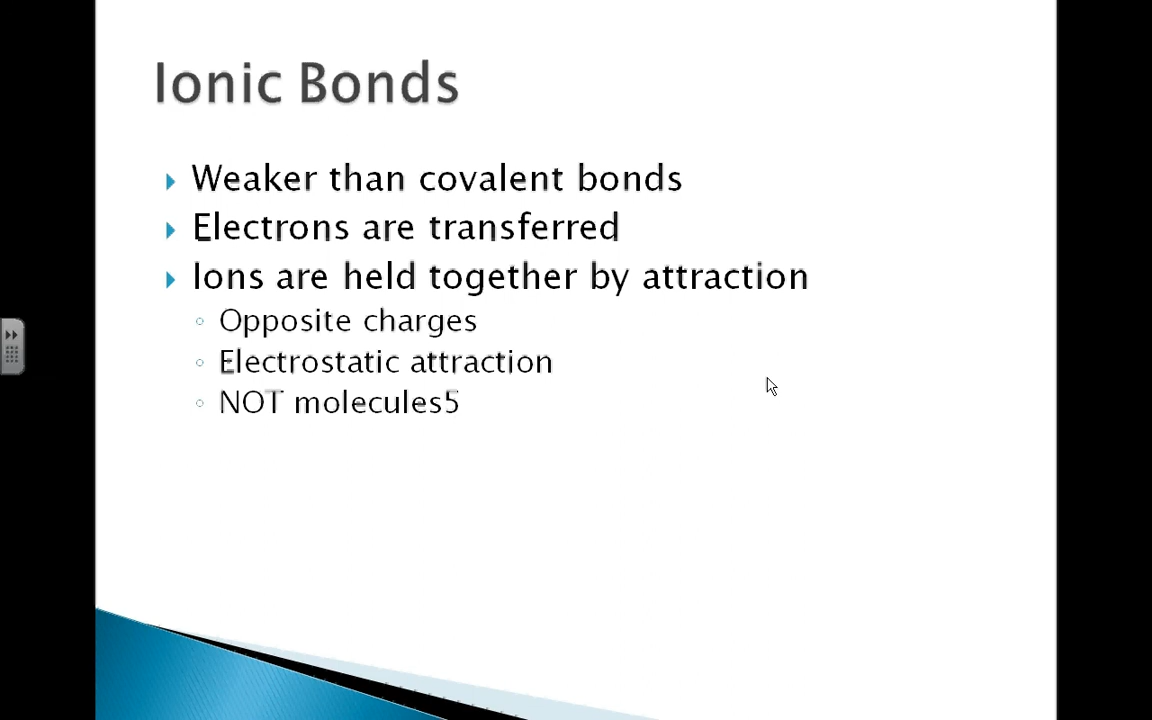 Ionic Bonds
Weaker than covalent bonds
Electrons are transferred
Ions are held together by attraction
Opposite charges
Electrostatic attraction
NOT molecules5